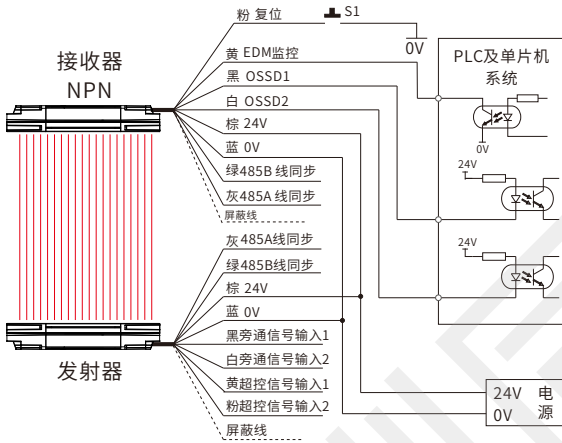 粉 复位
S1
0V
接收器
NPN
黄 EDM监控
黑 OSSD1
白 OSSD2
棕 24V
蓝 0V
绿485B 线同步
灰485A 线同步
屏蔽线
PLC及单片机
系统
0V
24V
24V
灰 485A线同步
绿 485B线同步
棕 24V
蓝 0V
黑旁通信号输入1
白旁通信号输入2
黄超控信号输入1
粉超控信号输入2
屏蔽线
发射器
24V 电
0V 源